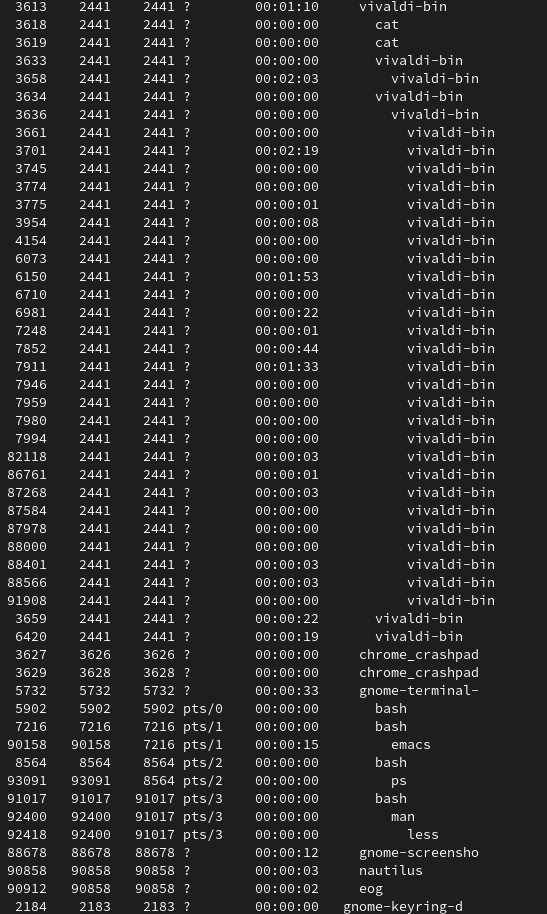 3613 2441 2441 ? 00:01:10 vivaldi-bin
3618 2441 2441 ? 00:00:00 cat
3619 2441 2441 ? 00:00:00 cat
3633 2441 2441 ? 00:00:00 vivaldi-bin
3658 2441 2441 ? 00:02:03 vivaldi-bin
3634 2441 2441 ? 00:00:00 vivaldi-bin
3636 2441 2441 ? 00:00:00 vivaldi-bin
3661 2441 2441 ? 00:00:00 vivaldi-bin
3701 2441 2441 ? 00:02:19 vivaldi-bin
3745 2441 2441 ? 00:00:00 vivaldi-bin
3774 2441 2441 ? 00:00:00 vivaldi-bin
3775 2441 2441 ? 00:00:01 vivaldi-bin
3954 2441 2441 ? 00:00:08 vivaldi-bin
4154 2441 2441 ? 00:00:00 vivaldi-bin
6073 2441 2441 ? 00:00:00 vivaldi-bin
6150 2441 2441 ? 00:01:53 vivaldi-bin
6710 2441 2441 ? 00:00:00 vivaldi-bin
6981 2441 2441 ? 00:00:22 vivaldi-bin
7248 2441 2441 ? 00:00:01 vivaldi-bin
7852 2441 2441 ? 00:00:44 vivaldi-bin
7911 2441 2441 ? 00:01:33 vivaldi-bin
7946 2441 2441 ? 00:00:00 vivaldi-bin
7959 2441 2441 ? 00:00:00 vivaldi-bin
7980 2441 2441 ? 00:00:00 vivaldi-bin
7994 2441 2441 ? 00:00:00 vivaldi-bin
82118 2441 2441 ? 00:00:03 vivaldi-bin
86761 2441 2441 ? 00:00:01 vivaldi-bin
87268 2441 2441 ? 00:00:03 vivaldi-bin
87584 2441 2441 ? 00:00:00 vivaldi-bin
87978 2441 2441 ? 00:00:00 vivaldi-bin
88000 2441 2441 ? 00:00:00 vivaldi-bin
88401 2441 2441 ? 00:00:03 vivaldi-bin
88566 2441 2441 ? 00:00:03 vivaldi-bin
91908 2441 2441 ? 00:00:00 vivaldi-bin
3659 2441 2441 ? 00:00:22 vivaldi-bin
6420 2441 2441 ? 00:00:19 vivaldi-bin
3627 3626 3626 ? 00:00:00 chrome_crashpad
3629 3628 3628 ? 00:00:00 chrome_crashpad
5732 5732 5732 ? 00:00:33 gnome-terminal-
5902 5902 5902 pts/0 00:00:00 bash
7216 7216 7216 pts/1 00:00:00 bash
90158 90158 7216 pts/1 00:00:15 emacs
8564 8564 8564 pts/2 00:00:00 bash
93091 93091 8564 pts/2 00:00:00 ps
91017 91017 91017 pts/3 00:00:00 bash
92400 92400 91017 pts/3 00:00:00 man
92418 92400 91017 pts/3 00:00:00 less
88678 88678 88678 ? 00:00:12 gnome-screensho
90858 90858 90858 ? 00:00:03 nautilus
90912 90858 90858 ? 00:00:02 eog
2184 2183 2183 ? 00:00:00 gnome-keyring-d